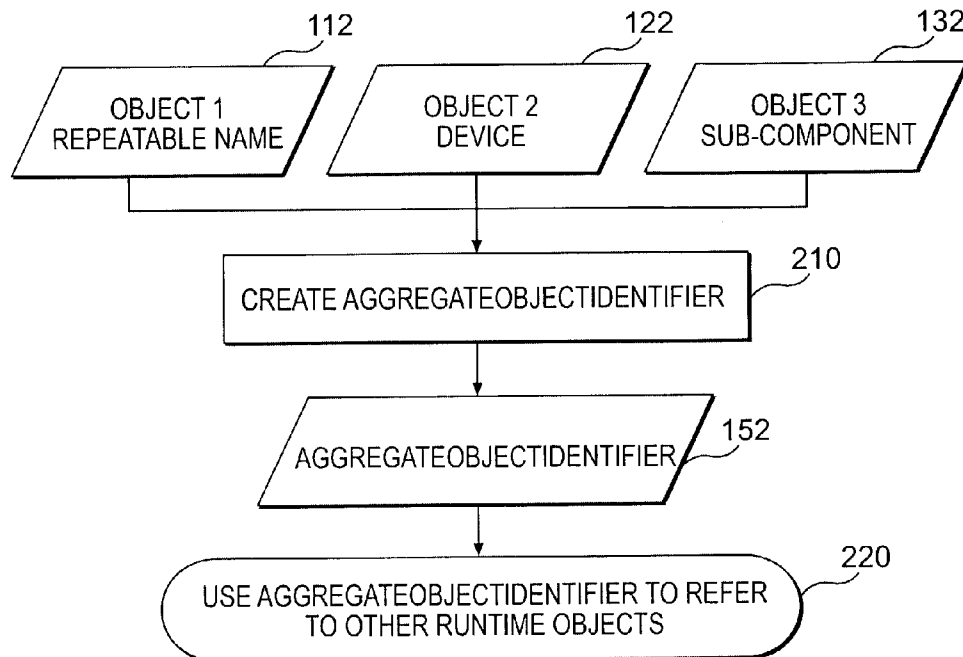 112
122
132
OBJECT 1
REPEATABLE NAME
OBJECT 2
DEVICE
OBJECT 3
SUB-COMPONENT
210
CREATE AGGREGATEOBJECTIDENTIFIER
AGGREGATEOBJECTIDENTIFIER
152
220
USE AGGREGATEOBJECTIDENTIFIER TO REFER
TO OTHER RUNTIME OBJECTS